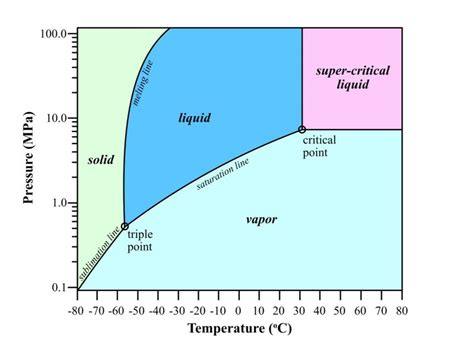 100.0
10.0
1.0
0.1
Pressure (MPa)
solid
melting line
liquid
super-critical
liquid
critical
point
saturation line
sublimation line
triple
point
vapor
-80 -70 -60 -50 -40 -30 -20 -10 0 10 20 30 40 50 60 70 80
Temperature (°C)